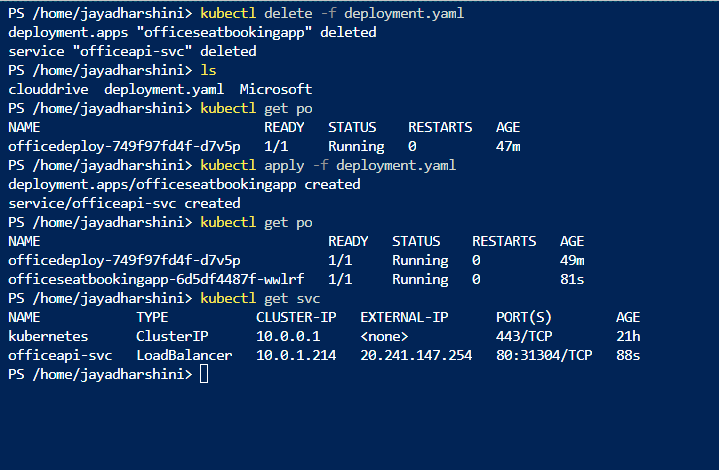 PS /home/jayadharshini> kubectl delete -f deployment.yaml
deployment.apps "officeseatbookingapp" deleted
service "officeapi-svc" deleted
PS /home/jayadharshini> ls
clouddrive  deployment.yaml  Microsoft
PS /home/jayadharshini> kubectl get po
NAME                            READY   STATUS    RESTARTS   AGE
officedeploy-749f97fd4f-d7v5p   1/1     Running   0          47m
PS /home/jayadharshini> kubectl apply -f deployment.yaml
deployment.apps/officeseatbookingapp created
service/officeapi-svc created
PS /home/jayadharshini> kubectl get po
NAME                                    READY   STATUS    RESTARTS   AGE
officedeploy-749f97fd4f-d7v5p           1/1     Running   0          49m
officeseatbookingapp-6d5df4487f-wwlrf   1/1     Running   0          81s
PS /home/jayadharshini> kubectl get svc
NAME            TYPE           CLUSTER-IP   EXTERNAL-IP      PORT(S)        AGE
kubernetes      ClusterIP      10.0.0.1     <none>           443/TCP        21h
officeapi-svc   LoadBalancer   10.0.1.214   20.241.147.254   80:31304/TCP   88s
PS /home/jayadharshini>